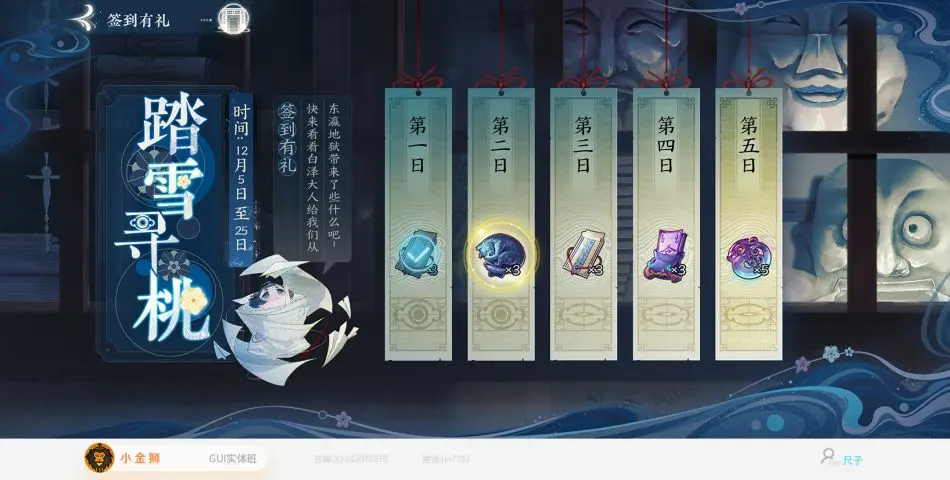 签到有礼
踏雪寻桃
时间：12月5日至25日
签到有礼
东瀛地狱带来了些什么吧~
快来看看白泽大人给我们从
第一日
第二日
第三日
第四日
第五日
×3
×3
×3
×3
×5
小金狮
GUI实体班
尺子